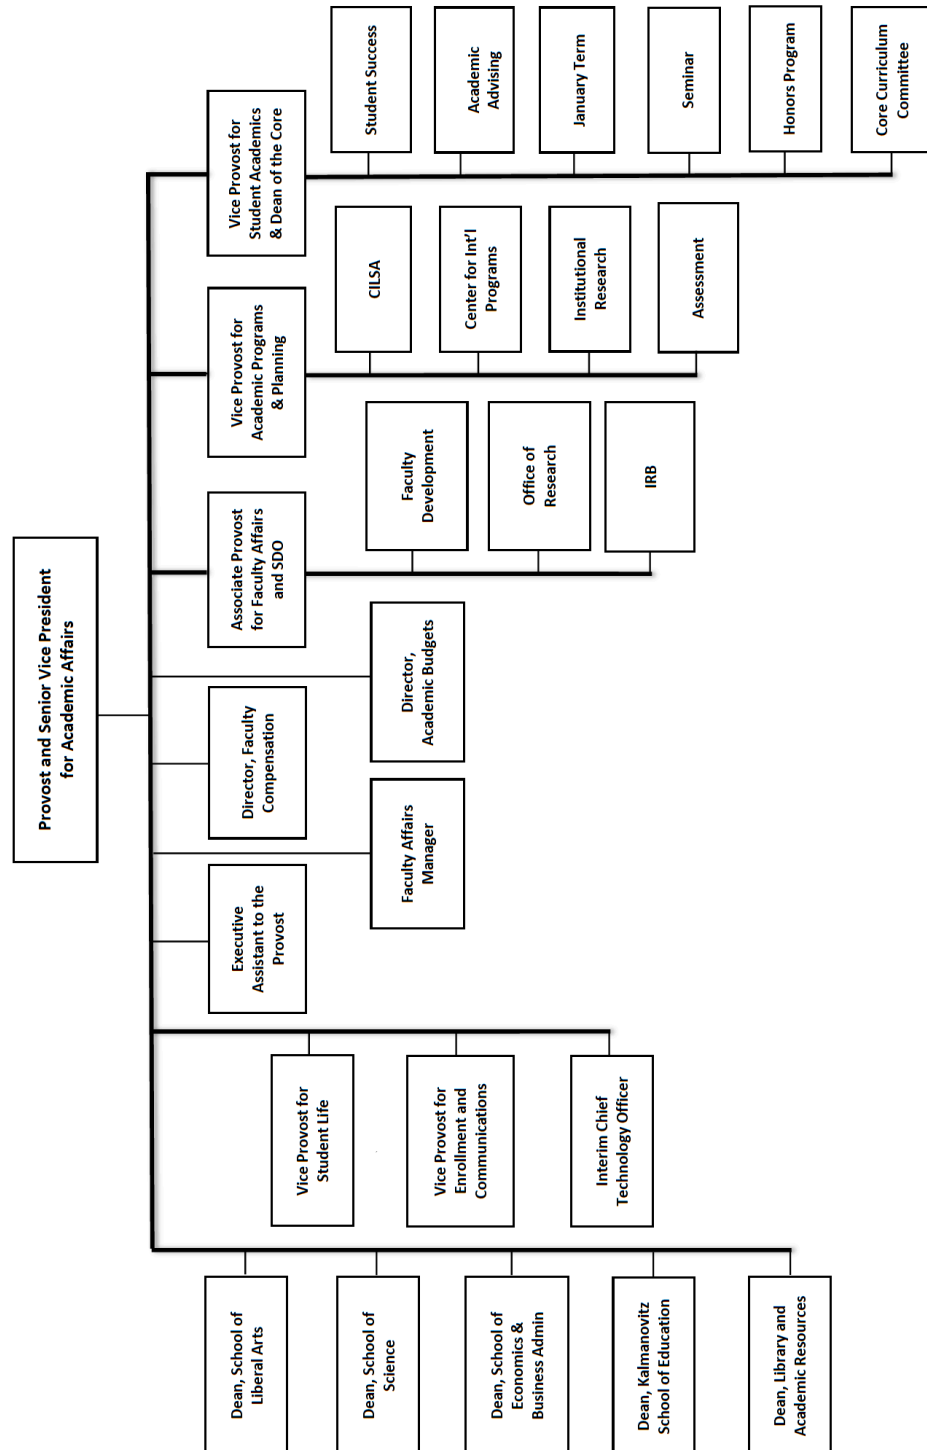 Provost and Senior Vice President
for Academic Affairs
Dean, School of
Liberal Arts
Dean, School of
Science
Dean, School of
Economics &
Business Admin
Dean, Kalmanovitz
School of Education
Dean, Library and
Academic Resources
Vice Provost for
Student Life
Vice Provost for
Enrollment and
Communications
Interim Chief
Technology Officer
Executive
Assistant to the
Provost
Faculty Affairs
Manager
Director, Faculty
Compensation
Director,
Academic Budgets
Associate Provost
for Faculty Affairs
and SDO
Faculty
Development
Office of
Research
IRB
Vice Provost for
Academic Programs
& Planning
CILSA
Center for Int'l
Programs
Institutional
Research
Assessment
Vice Provost for
Student Academics
& Dean of the Core
Student Success
Academic
Advising
January Term
Seminar
Honors Program
Core Curriculum
Committee